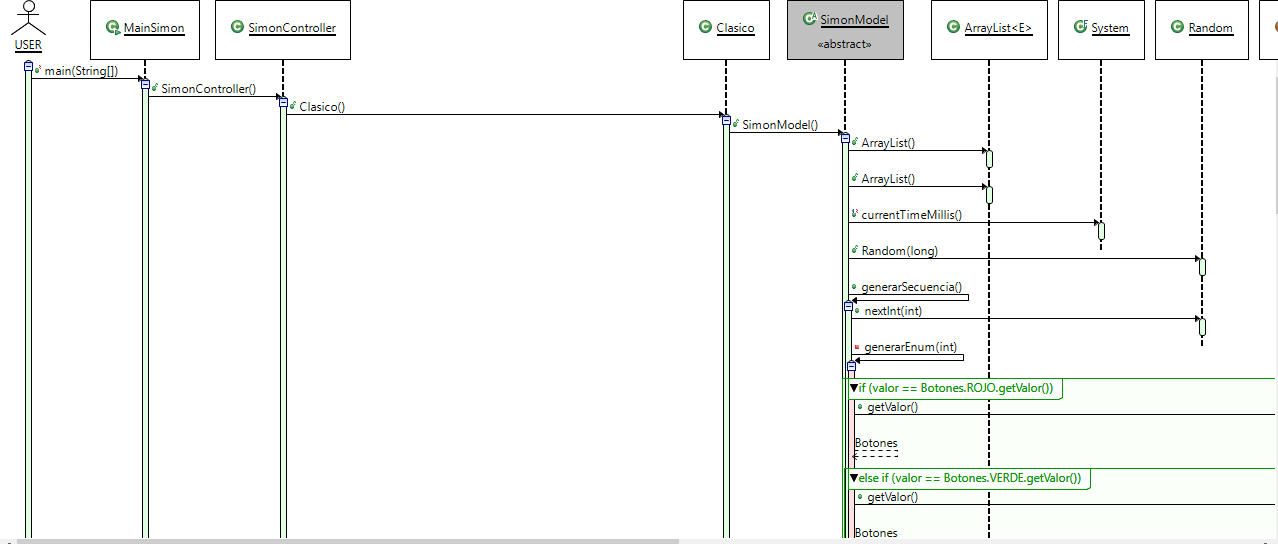 USER
MainSimon
SimonController
Clasico
SimonModel
«abstract»
ArrayList<E>
System
Random
main(String[])
SimonController()
Clasico()
SimonModel()
ArrayList()
ArrayList()
currentTimeMillis()
Random(long)
generarSecuencia()
nextInt(int)
generarEnum(int)
if (valor == Botones.ROJO.getValor())
getValor()
Botones
else if (valor == Botones.VERDE.getValor())
getValor()
Botones